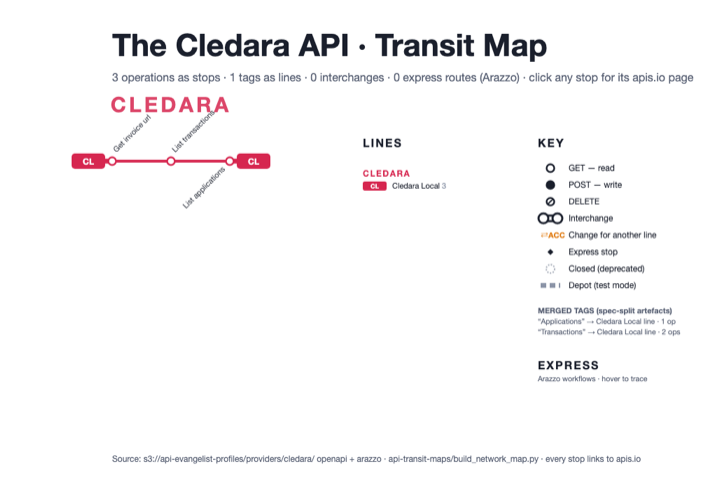 The Cledara API · Transit Map
3 operations as stops · 1 tags as lines · 0 interchanges · 0 express routes (Arazzo) · click any stop for its apis.io page
CLEDARA
Get invoice url
List transactions
CL
CL
List applications
LINES
CLEDARA
CL Cledara Local 3
KEY
GET — read
POST — write
DELETE
Interchange
⇄ACC Change for another line
Express stop
Closed (deprecated)
Depot (test mode)
MERGED TAGS (spec-split artefacts)
"Applications" → Cledara Local line · 1 op
"Transactions" → Cledara Local line · 2 ops
EXPRESS
Arazzo workflows · hover to trace
Source: s3://api-evangelist-profiles/providers/cledara/ openapi + arazzo · api-transit-maps/build_network_map.py · every stop links to apis.io